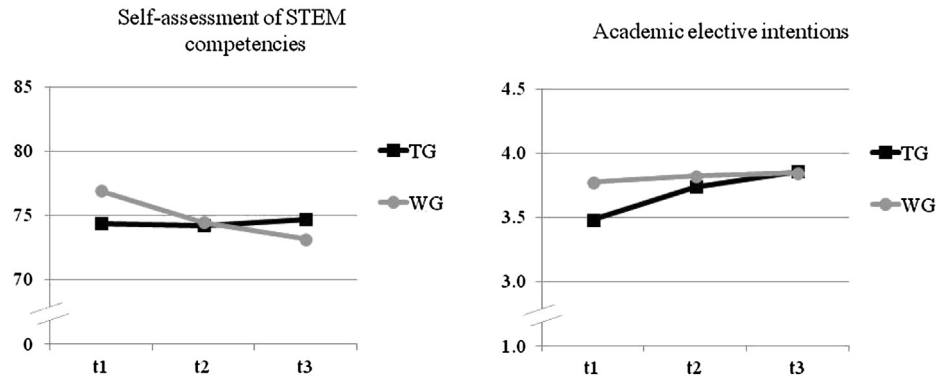 Self-assessment of STEM
competencies
85
80
75
70
0
t1 t2 t3
TG
WG
Academic elective intentions
4.5
4.0
3.5
3.0
1.0
t1 t2 t3
TG
WG